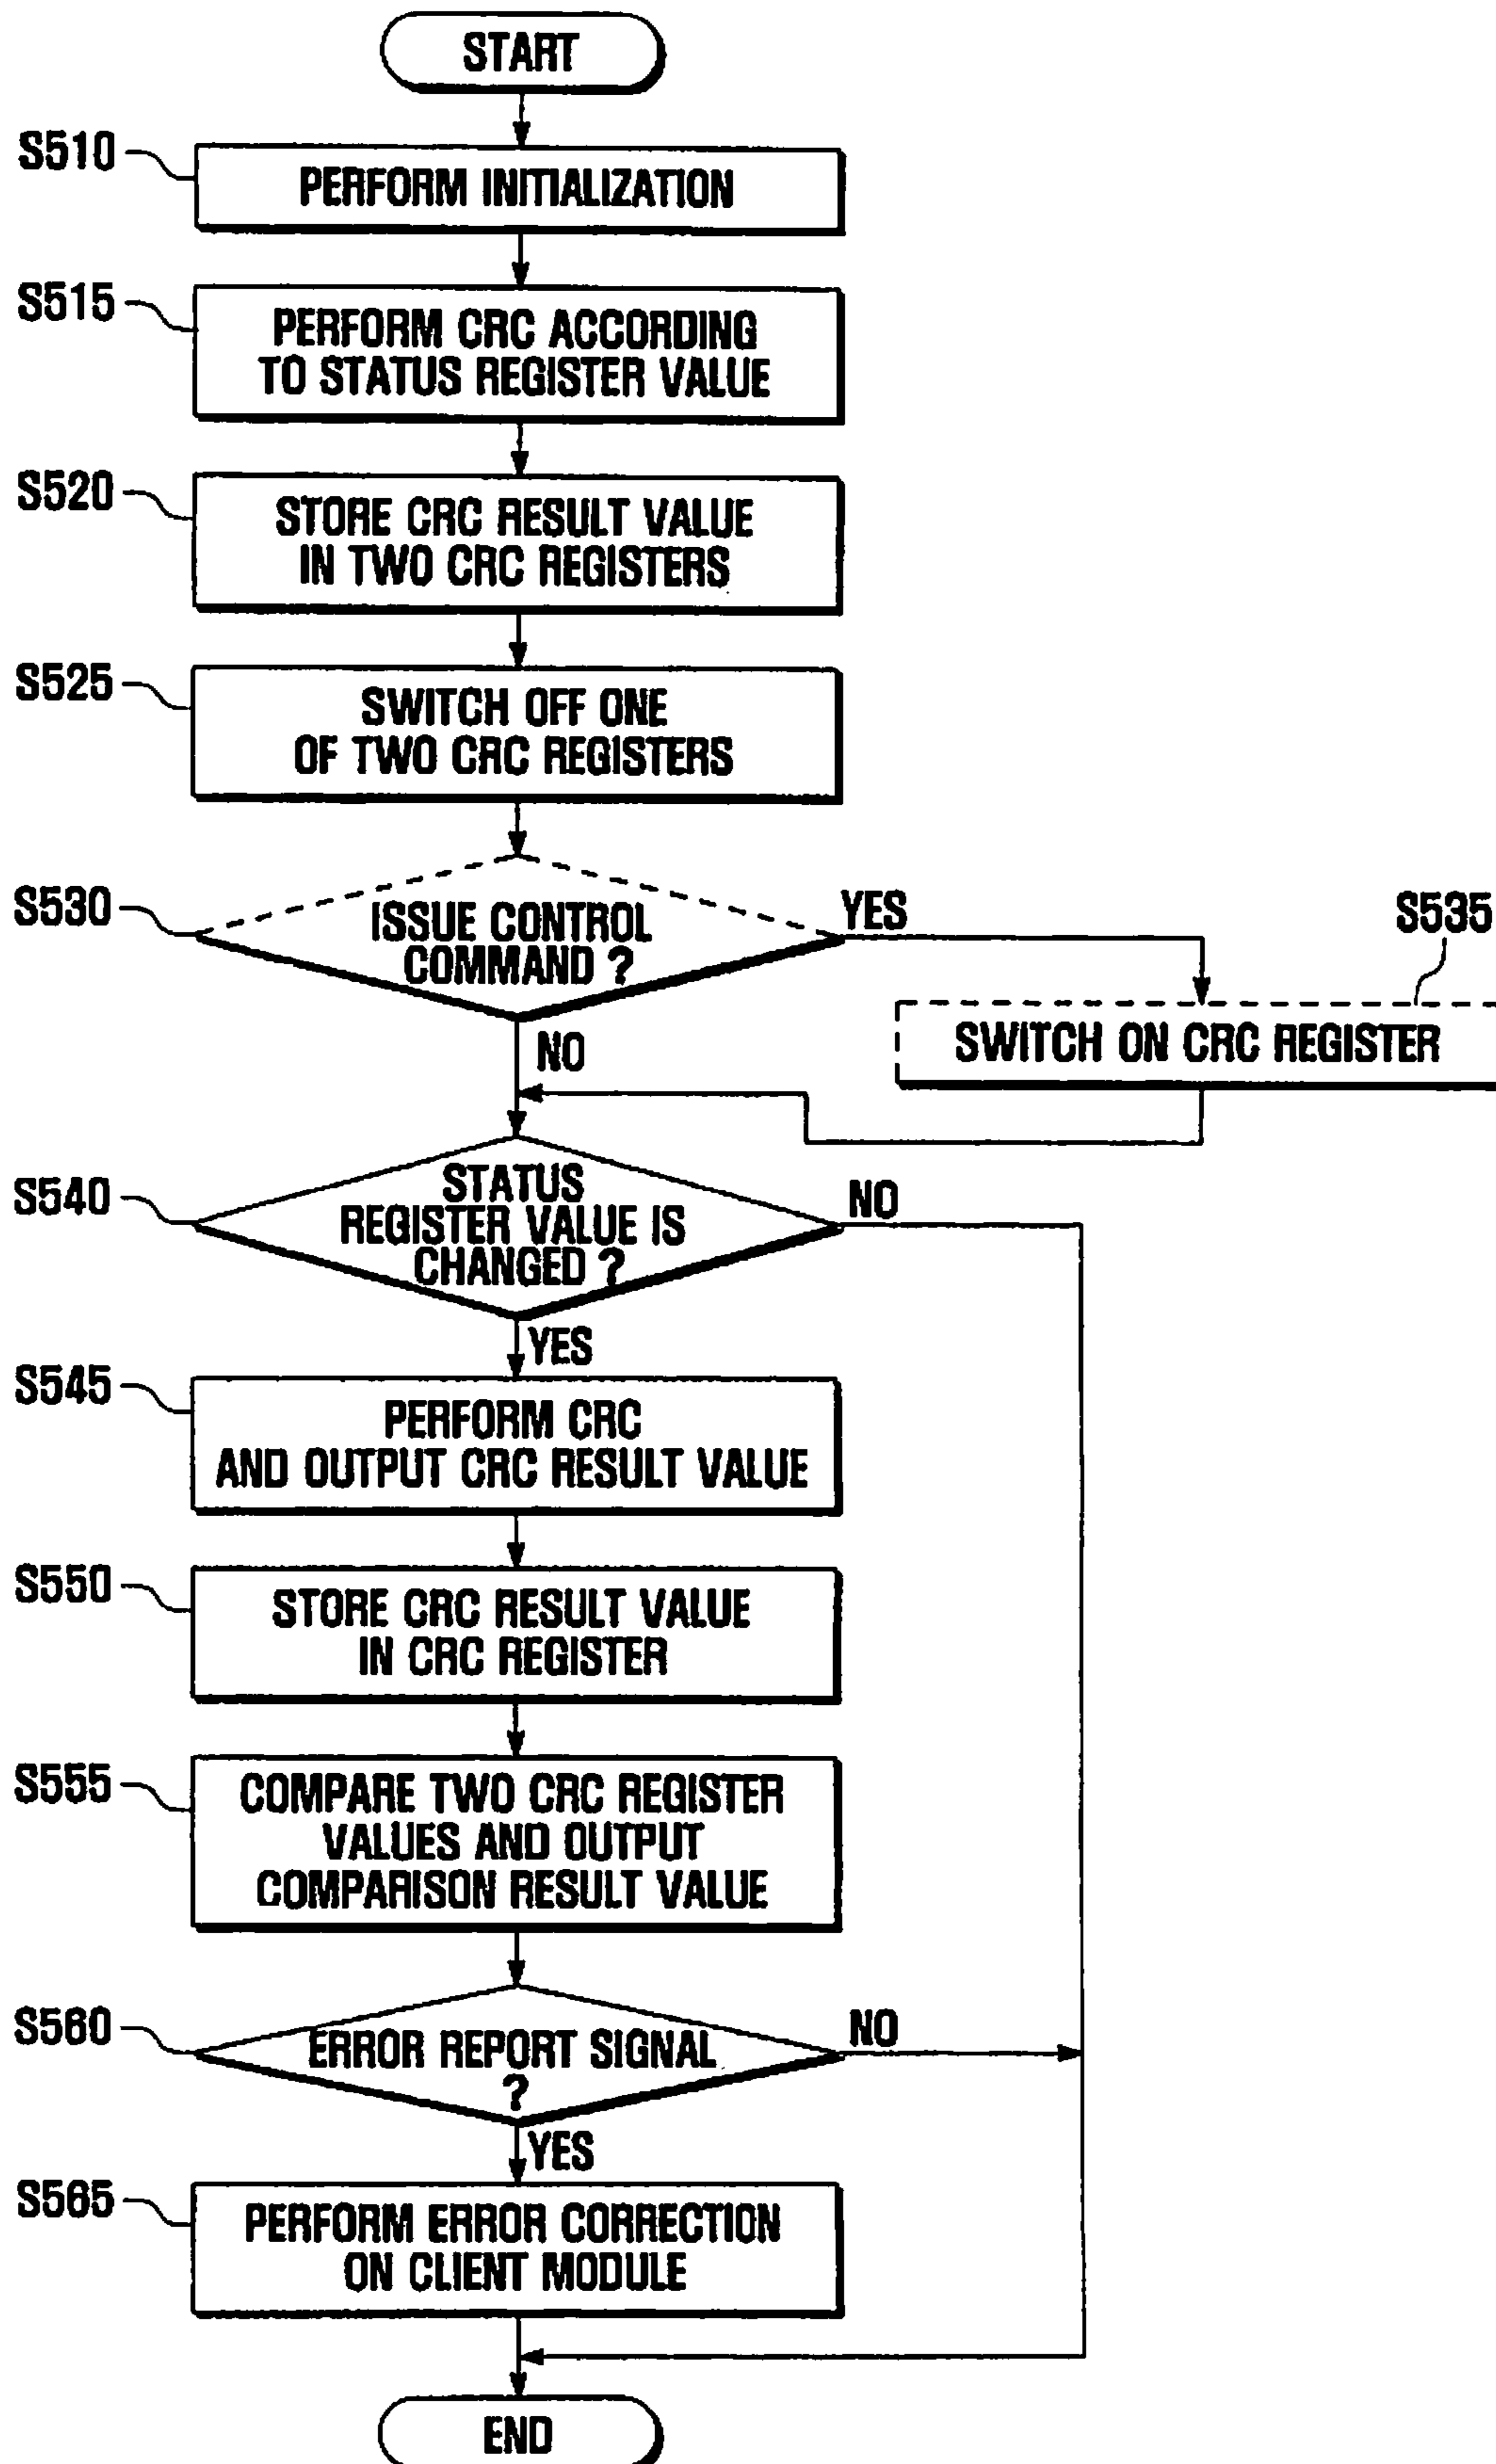 START
S510
PERFORM INITIALIZATION
S515
PERFORM CRC ACCORDING
TO STATUS REGISTER VALUE
S520
STORE CRC RESULT VALUE
IN TWO CRC REGISTERS
S525
SWITCH OFF ONE
OF TWO CRC REGISTERS
S530
ISSUE CONTROL
COMMAND ?
YES
S535
SWITCH ON CRC REGISTER
NO
S540
STATUS
REGISTER VALUE IS
CHANGED ?
NO
YES
S545
PERFORM CRC
AND OUTPUT CRC RESULT VALUE
S550
STORE CRC RESULT VALUE
IN CRC REGISTER
S555
COMPARE TWO CRC REGISTER
VALUES AND OUTPUT
COMPARISON RESULT VALUE
S560
ERROR REPORT SIGNAL
?
NO
YES
S565
PERFORM ERROR CORRECTION
ON CLIENT MODULE
END